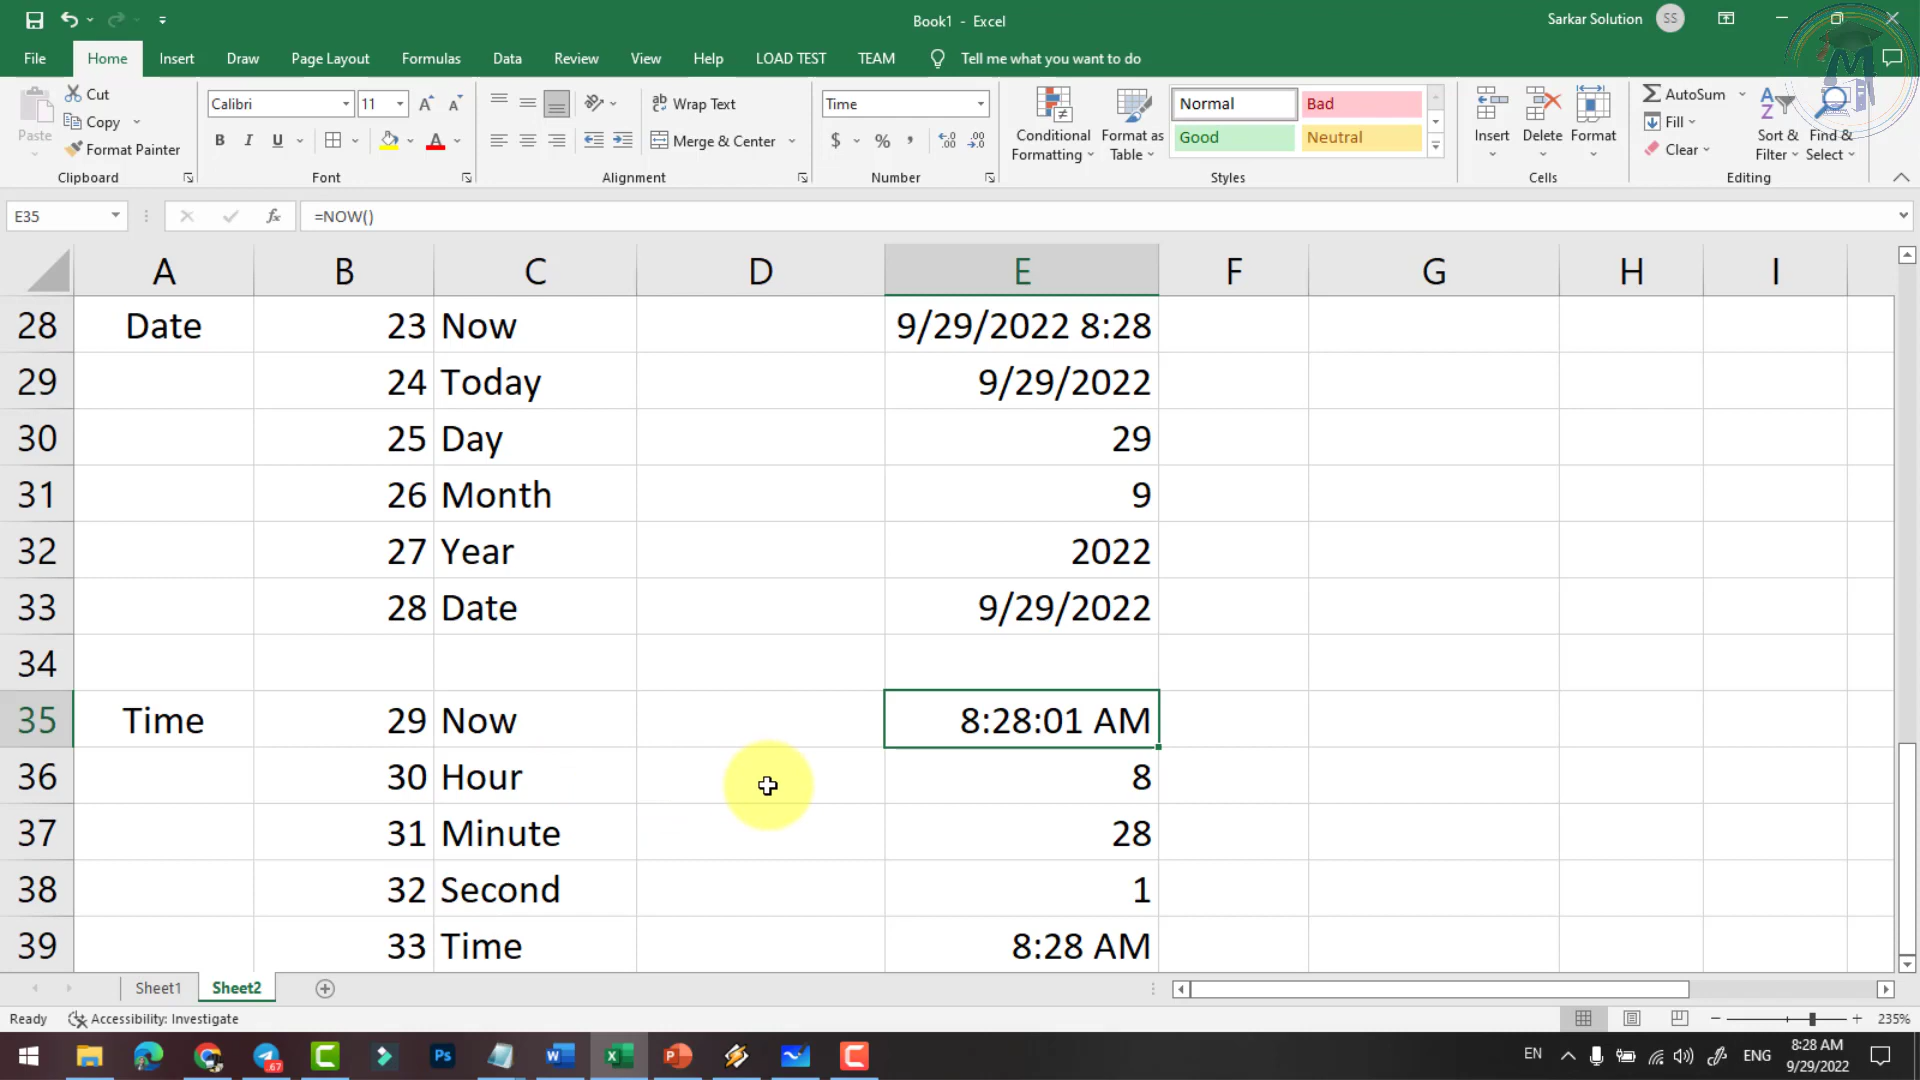 Book1 - Excel
Sarkar Solution SS
File Home Insert Draw Page Layout Formulas Data Review View Help LOAD TEST TEAM Tell me what you want to do
Paste
Cut
Copy
Format Painter
Clipboard
Calibri 11
B I U
Font
Wrap Text
Merge & Center
Alignment
Time
$ %
Number
Conditional Formatting
Format as Table
Normal Bad
Good Neutral
Styles
Insert Delete Format
Cells
AutoSum
Fill
Clear
Sort & Filter
Find & Select
Editing
E35 fx =NOW()
A B C D E F G H I
28 Date 23 Now 9/29/2022 8:28
29 24 Today 9/29/2022
30 25 Day 29
31 26 Month 9
32 27 Year 2022
33 28 Date 9/29/2022
34
35 Time 29 Now 8:28:01 AM
36 30 Hour 8
37 31 Minute 28
38 32 Second 1
39 33 Time 8:28 AM
Sheet1 Sheet2
Ready Accessibility: Investigate 235%
EN ENG 8:28 AM
9/29/2022